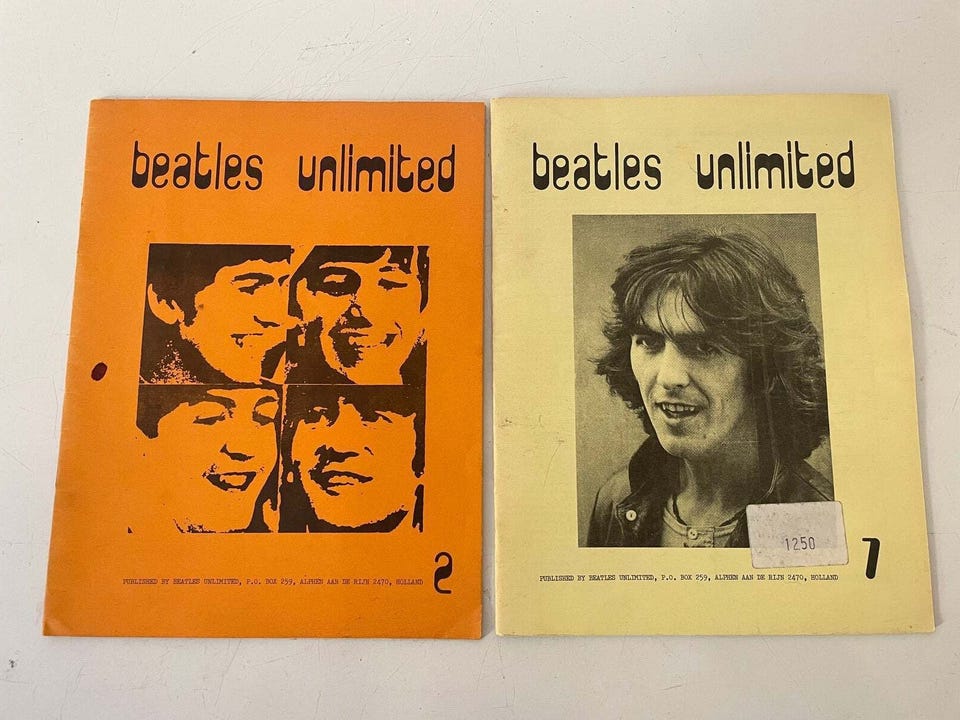 beatles unlimited
2
PUBLISHED BY BEATLES UNLIMITED, P.O. BOX 259, ALPHEN AAN DE RIJN 2470, HOLLAND
beatles unlimited
1250
7
PUBLISHED BY BEATLES UNLIMITED, P.O. BOX 259, ALPHEN AAN DE RIJN 2470, HOLLAND